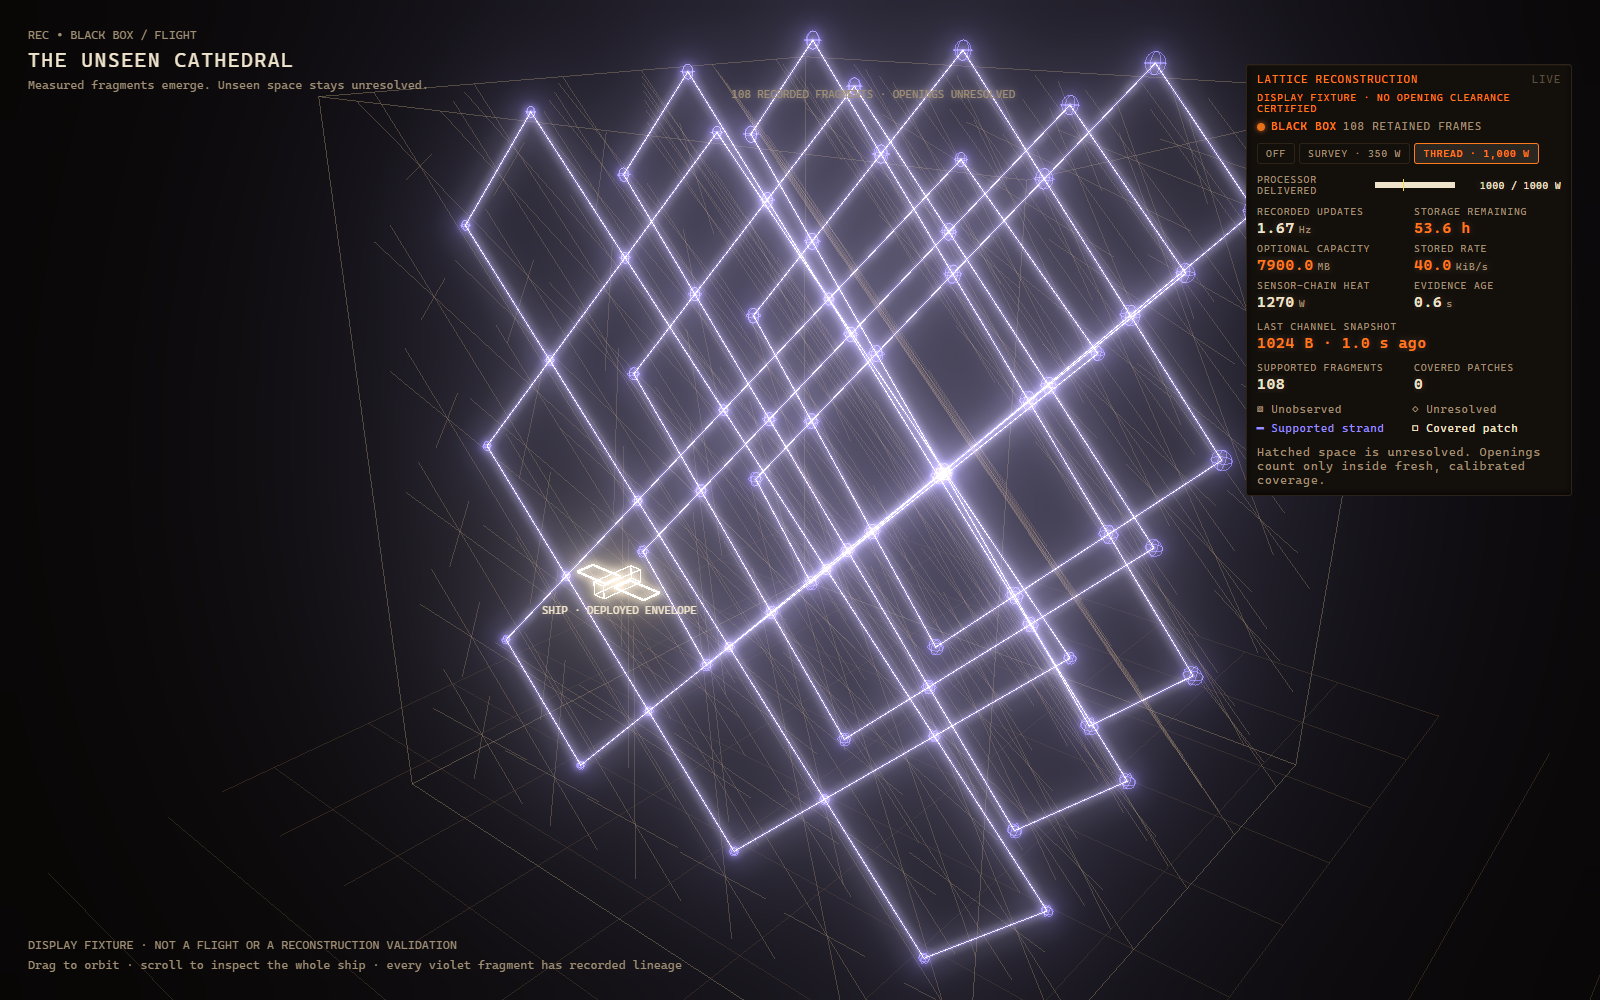 REC • BLACK BOX / FLIGHT
THE UNSEEN CATHEDRAL
Measured fragments emerge. Unseen space stays unresolved.
108 RECORDED FRAGMENTS · OPENINGS UNRESOLVED
LATTICE RECONSTRUCTION LIVE
DISPLAY FIXTURE · NO OPENING CLEARANCE
CERTIFIED
BLACK BOX 108 RETAINED FRAMES
OFF SURVEY · 350 W THREAD · 1,000 W
PROCESSOR
DELIVERED 1000 / 1000 W
RECORDED UPDATES STORAGE REMAINING
1.67 Hz 53.6 h
OPTIONAL CAPACITY STORED RATE
7900.0 MB 40.0 KiB/s
SENSOR-CHAIN HEAT EVIDENCE AGE
1270 W 0.6 s
LAST CHANNEL SNAPSHOT
1024 B · 1.0 s ago
SUPPORTED FRAGMENTS COVERED PATCHES
108 0
Unobserved Unresolved
Supported strand Covered patch
Hatched space is unresolved. Openings
count only inside fresh, calibrated
coverage.
SHIP · DEPLOYED ENVELOPE
DISPLAY FIXTURE · NOT A FLIGHT OR A RECONSTRUCTION VALIDATION
Drag to orbit · scroll to inspect the whole ship · every violet fragment has recorded lineage